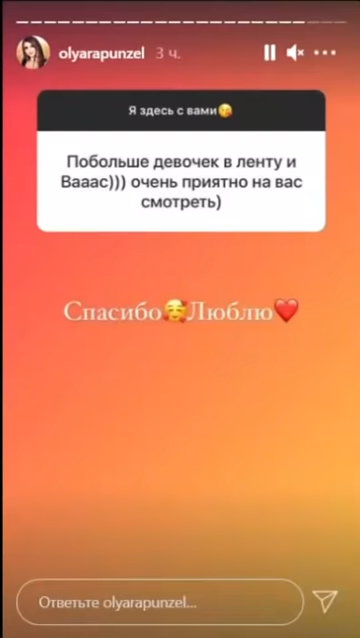 olyarapunzel 3 ч.
Я здесь с вами😘
Побольше девочек в ленту и
Вааас))) очень приятно на вас
смотреть)
Спасибо🥰Люблю❤️
Ответьте olyarapunzel...